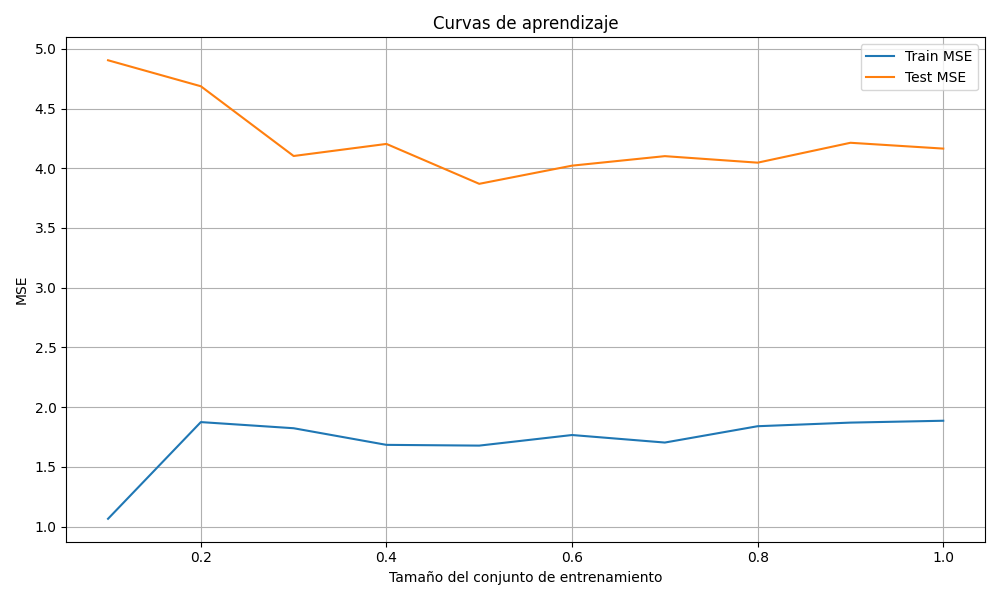 Curvas de aprendizaje
Train MSE
Test MSE
5.0
4.5
4.0
3.5
3.0
2.5
2.0
1.5
1.0
MSE
0.2 0.4 0.6 0.8 1.0
Tamaño del conjunto de entrenamiento